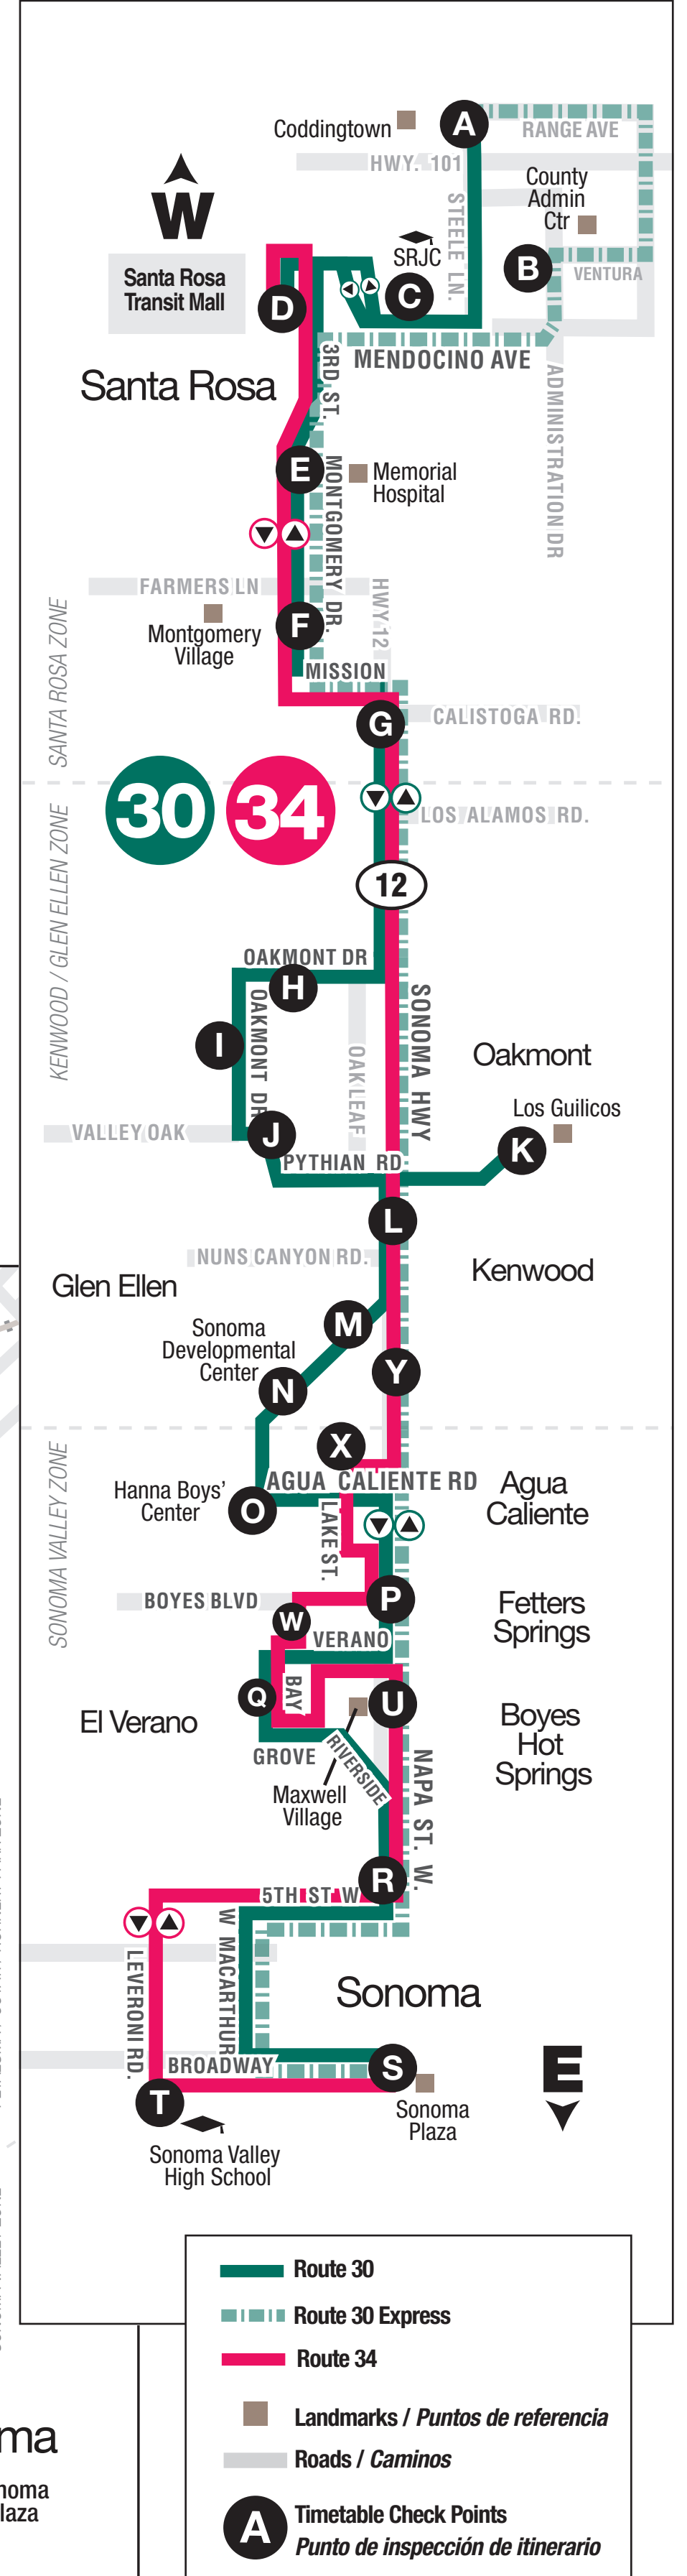 Coddingtown
A
RANGE AVE
HWY. 101
County
Admin
Ctr
W
STEELE LN.
SRJC
B
VENTURA
Santa Rosa
Transit Mall
C
D
3RD ST.
MENDOCINO AVE
Santa Rosa
ADMINISTRATION DR
E
MONTGOMERY DR.
Memorial
Hospital
FARMERS LN
HWY 12
SANTA ROSA ZONE
Montgomery
Village
F
MISSION
G
CALISTOGA RD.
30
34
LOS ALAMOS RD.
KENWOOD / GLEN ELLEN ZONE
12
OAKMONT DR
H
OAKMONT DR
SONOMA HWY
I
OAK LEAF
Oakmont
Los Guilicos
VALLEY OAK
J
K
PYTHIAN RD
L
NUNS CANYON RD.
Kenwood
Glen Ellen
Sonoma
Developmental
Center
M
Y
N
X
SONOMA VALLEY ZONE
AGUA CALIENTE RD
Agua
Caliente
Hanna Boys'
Center
O
LAKE ST.
BOYES BLVD
P
Fetters
Springs
W
VERANO
Q
BAY
U
El Verano
Boyes
Hot
Springs
GROVE
RIVERSIDE
NAPA ST. W.
Maxwell
Village
R
5TH ST W
W MACARTHUR
LEVERONI RD.
Sonoma
BROADWAY
S
E
T
Sonoma
Plaza
Sonoma Valley
High School
Route 30
Route 30 Express
Route 34
Landmarks / Puntos de referencia
Roads / Caminos
A
Timetable Check Points
Punto de inspección de itinerario
ma
noma
laza